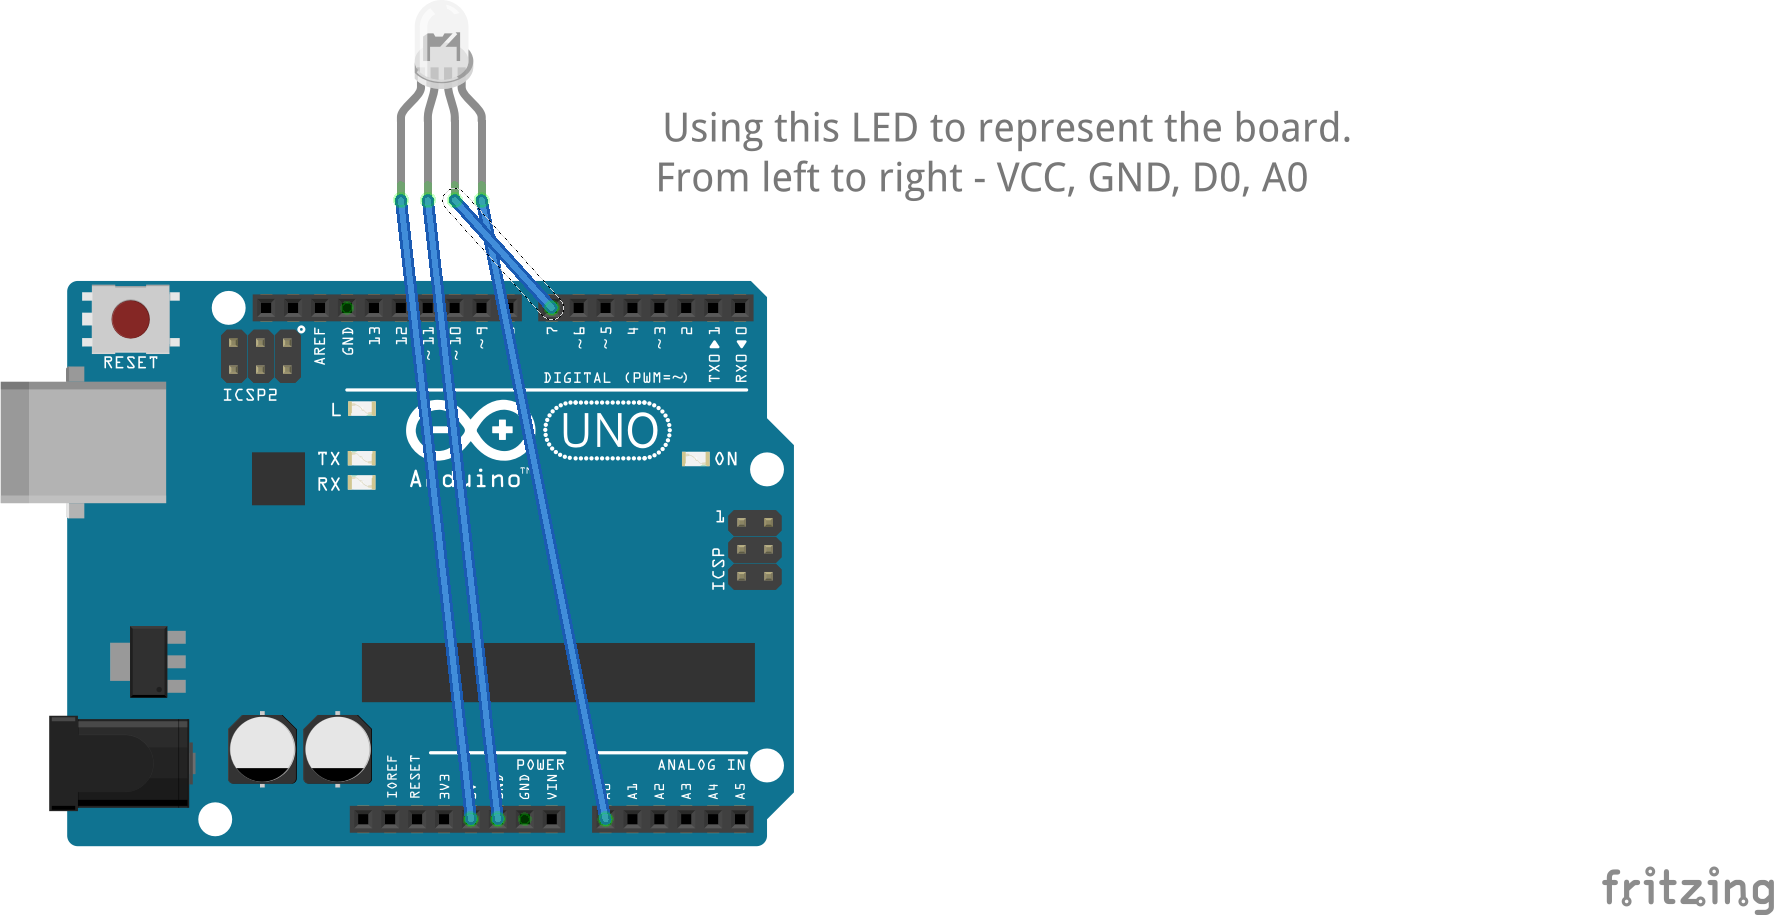 Using this LED to represent the board.
From left to right - VCC, GND, D0, A0
RESET
ICSP2
AREF
GND
13
12
~11
~10
~9
7
~6
~5
4
~3
2
TX0▶1
RX0◀0
DIGITAL (PWM=~)
L
TX
RX
UNO
Arduino™
ON
1
ICSP
POWER
ANALOG IN
IOREF
RESET
3V3
GND
VIN
A1
A2
A3
A4
A5
fritzing